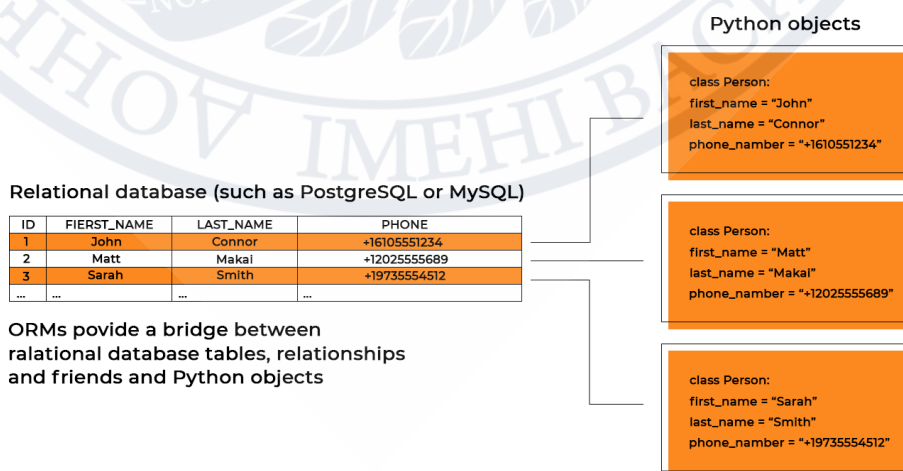 NO
ІМЕНІ ВА
Python objects
class Person:
first_name = “John”
last_name = “Connor”
phone_namber = “+1610551234”
Relational database (such as PostgreSQL or MySQL)
ID FIERST_NAME LAST_NAME PHONE
1 John Connor +16105551234
2 Matt Makai +12025555689
3 Sarah Smith +19735554512
... ... ... ...
class Person:
first_name = “Matt”
last_name = “Makai”
phone_namber = “+12025555689”
ORMs povide a bridge between
ralational database tables, relationships
and friends and Python objects
class Person:
first_name = “Sarah”
last_name = “Smith”
phone_namber = “+19735554512”